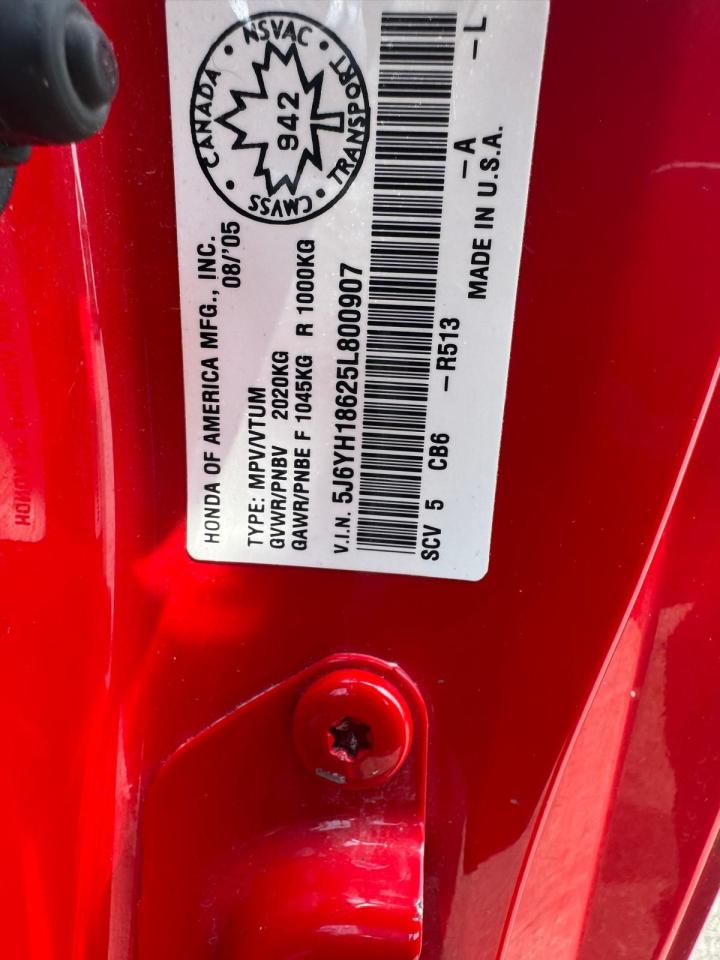 HONDA OF AMERICA MFG., INC.
08/'05
TYPE: MPV/VTUM
GVWR/PNBV 2020KG
GAWR/PNBE F 1045KG R 1000KG
V.I.N. 5J6YH18625L800907
SCV 5 CB6 -R513 -A -L
MADE IN U.S.A.
CANADA · NSVAC · TRANSPORT · CMVSS ·
942